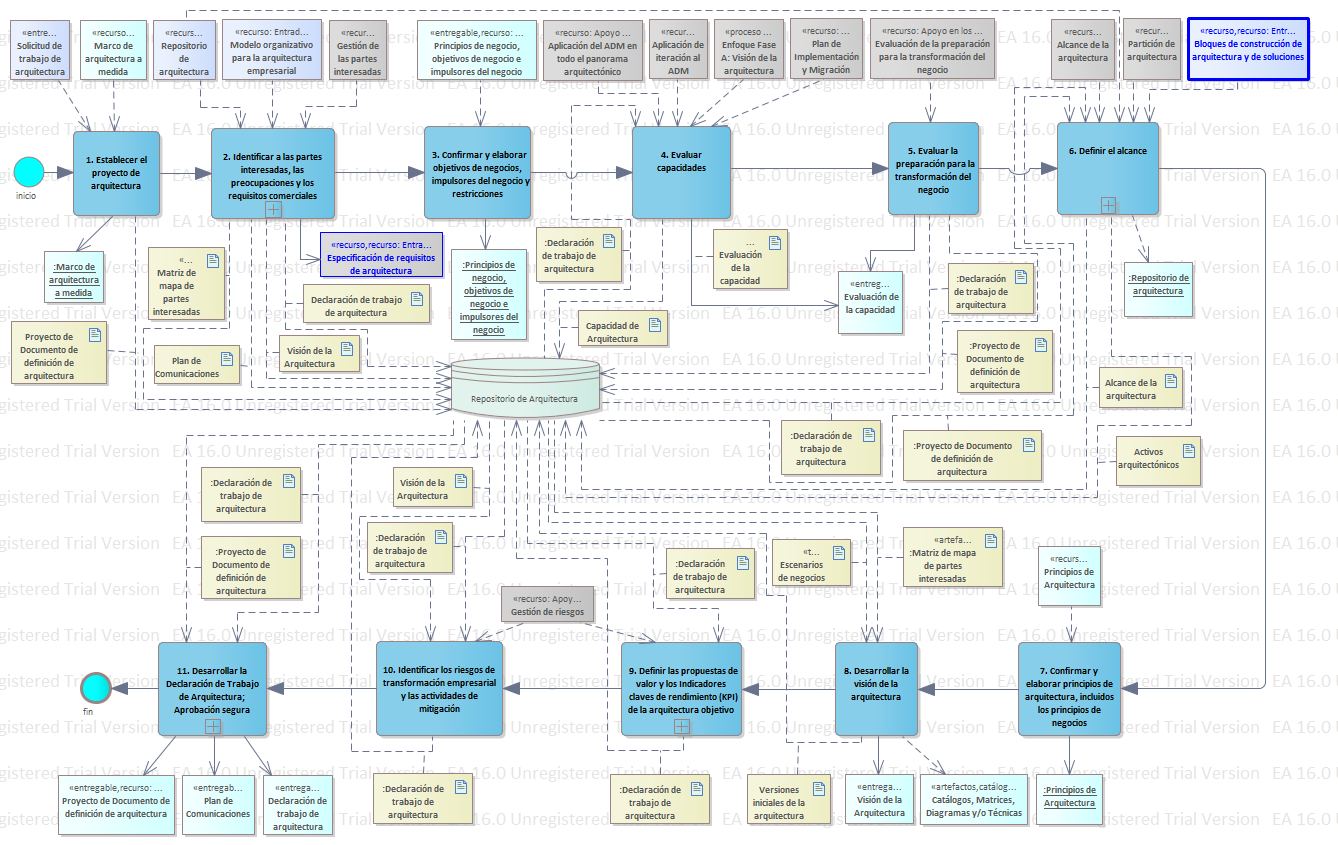 «entre...
Solicitud de
trabajo de
arquitectura
«recurso...
Marco de
arquitectura a
medida
«recurs...
Repositorio
de
arquitectura
«recurso: Entrad...
Modelo organizativo
para la arquitectura
empresarial
«recurso...
Gestión de
las partes
interesadas
«entregable,recurso: ...
Principios de negocio,
objetivos de negocio e
impulsores del negocio
«recurso: Apoyo ...
Aplicación del ADM en
todo el panorama
arquitectónico
«recurso: ...
Aplicación de
iteración al
ADM
«proceso ...
Enfoque Fase
A: Visión de la
arquitectura
«recurso: ...
Plan de
Implementación
y Migración
«recurso: Apoyo en los ...
Evaluación de la preparación
para la transformación del
negocio
«recurs...
Alcance de la
arquitectura
«recur...
Partición de
arquitectura
«recurso,recurso: Entr...
Bloques de construcción de
arquitectura y de soluciones
inicio
1. Establecer el
proyecto de
arquitectura
2. Identificar a las partes
interesadas, las
preocupaciones y los
requisitos comerciales
3. Confirmar y elaborar
objetivos de negocios,
impulsores del negocio y
restricciones
4. Evaluar
capacidades
5. Evaluar la
preparación para la
transformación del
negocio
6. Definir el alcance
:Marco de
arquitectura
a medida
«...
Matriz de
mapa de
partes
interesadas
«recurso,recurso: Entra...
Especificación de requisitos
de arquitectura
Declaración de trabajo
de arquitectura
:Principios de
negocio,
objetivos de
negocio e
impulsores del
negocio
:Declaración
de trabajo de
arquitectura
...
Evaluación
de la
capacidad
«entreg...
Evaluación de
la capacidad
:Declaración
de trabajo de
arquitectura
:Repositorio de
arquitectura
Proyecto de
Documento de
definición de
arquitectura
Plan de
Comunicaciones
Visión de la
Arquitectura
Capacidad de
Arquitectura
:Proyecto de
Documento de
definición de
arquitectura
Alcance de la
arquitectura
Repositorio de Arquitectura
:Declaración de
trabajo de
arquitectura
:Proyecto de Documento
de definición de
arquitectura
Activos
arquitectónicos
:Declaración de
trabajo de
arquitectura
Visión de la
Arquitectura
:Proyecto de
Documento de
definición de
arquitectura
:Declaración
de trabajo de
arquitectura
:Declaración
de trabajo de
arquitectura
«t...
Escenarios
de negocios
«artefa...
:Matriz de mapa
de partes
interesadas
«recurs...
Principios de
Arquitectura
«recurso: Apoy...
Gestión de riesgos
fin
11. Desarrollar la
Declaración de Trabajo
de Arquitectura;
Aprobación segura
10. Identificar los riesgos de
transformación empresarial
y las actividades de
mitigación
9. Definir las propuestas de
valor y los Indicadores
claves de rendimiento (KPI)
de la arquitectura objetivo
8. Desarrollar la
visión de la
arquitectura
7. Confirmar y
elaborar principios de
arquitectura, incluidos
los principios de
negocios
«entregable,recurso: ...
Proyecto de Documento de
definición de arquitectura
«entregab...
Plan de
Comunicaciones
«entrega...
Declaración de
trabajo de
arquitectura
:Declaración de
trabajo de
arquitectura
:Declaración de
trabajo de
arquitectura
Versiones
iniciales de la
arquitectura
«entrega...
Visión de la
Arquitectura
«artefactos,catálog...
Catálogos, Matrices,
Diagramas y/o Técnicas
:Principios de
Arquitectura
EA 16.0 Unregistered Trial Version